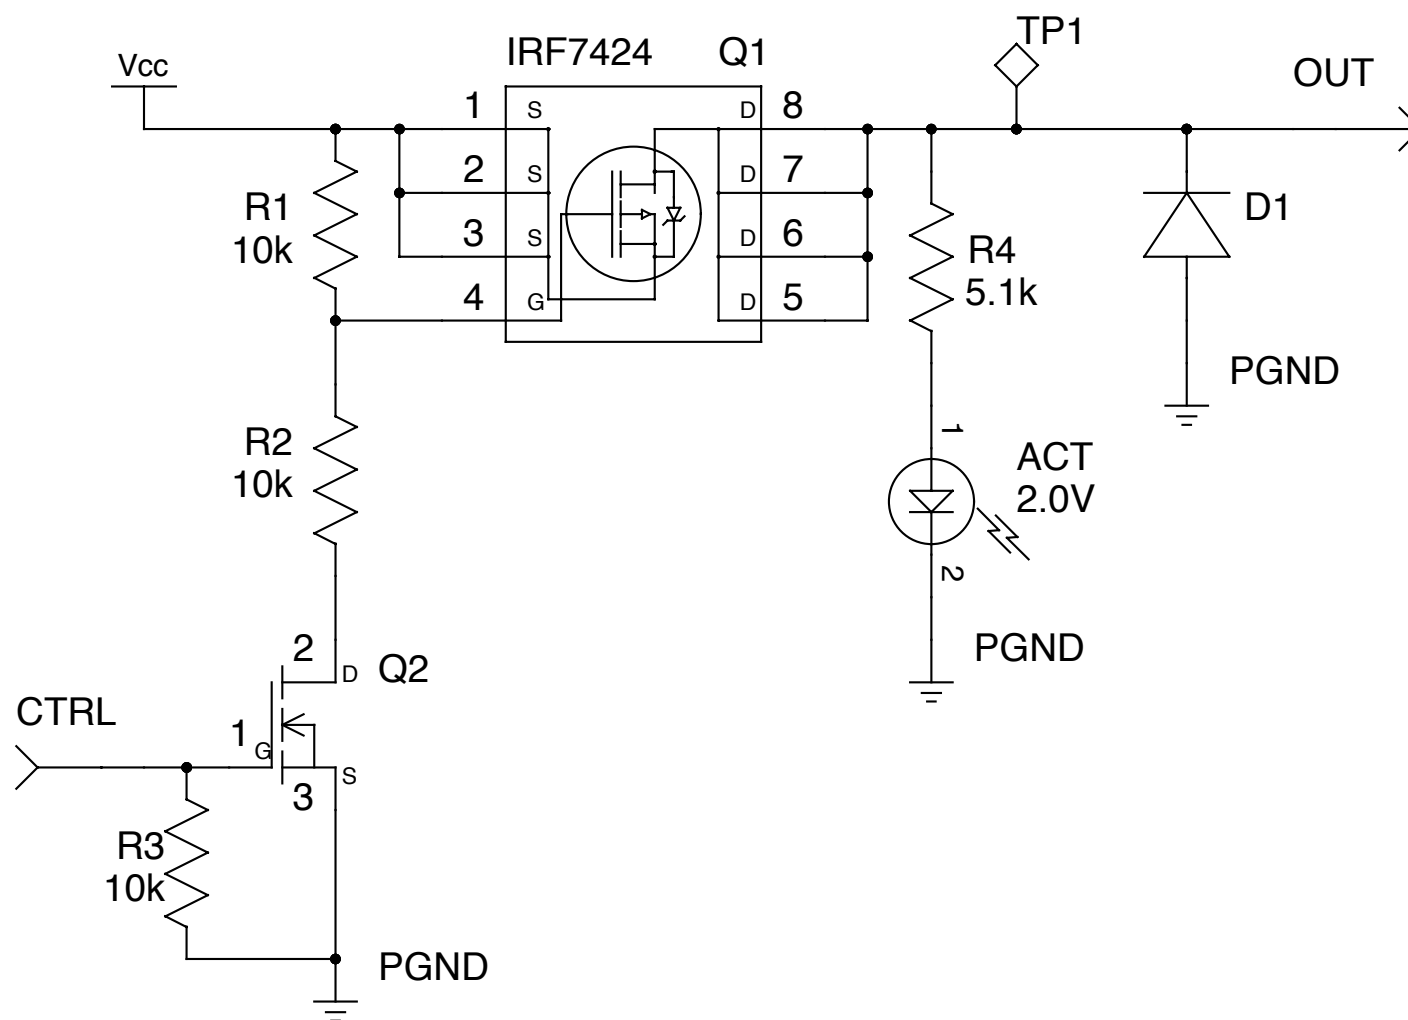 TP1
IRF7424 Q1
Vcc
OUT
1 S D 8
2 S D 7
3 S D 6
4 G D 5
R1
10k
D1
R4
5.1k
PGND
R2
10k
1
ACT
2.0V
2
2 D Q2
PGND
CTRL
1 G
S
3
R3
10k
PGND